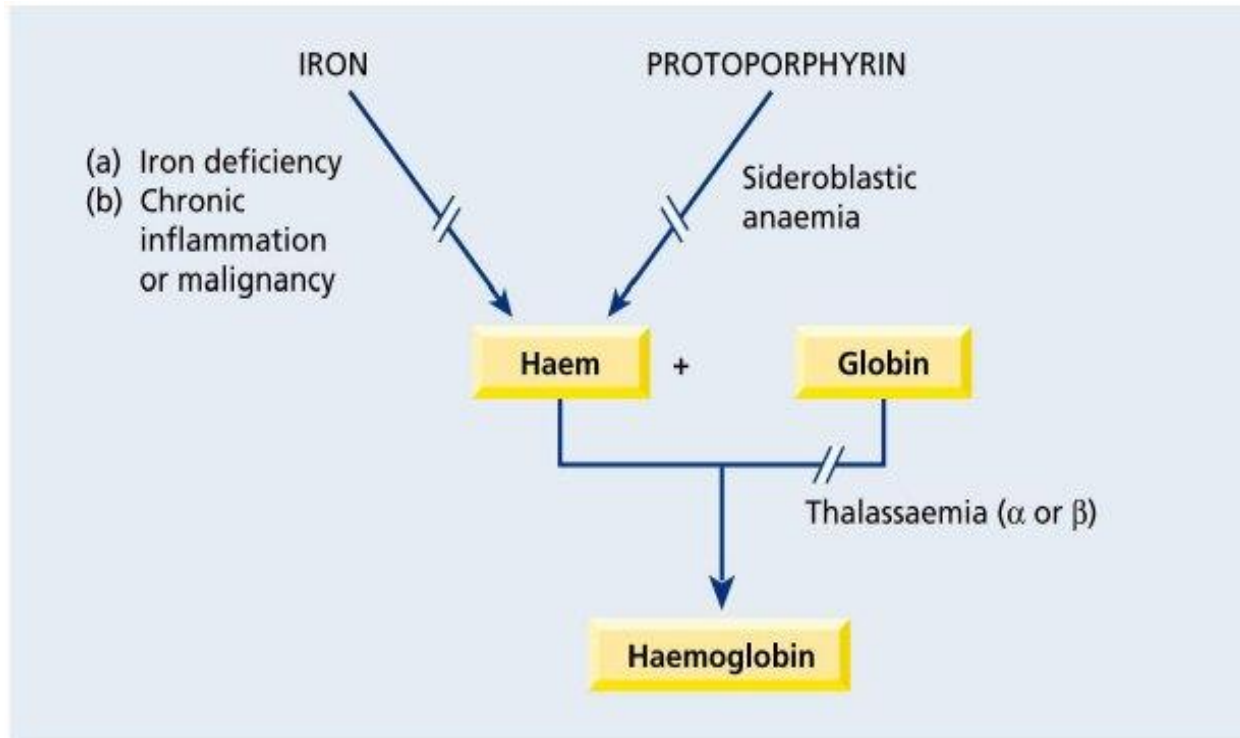 IRON
PROTOPORPHYRIN
(a) Iron deficiency
(b) Chronic
inflammation
or malignancy
Sideroblastic
anaemia
Haem
+
Globin
Thalassaemia (α or β)
Haemoglobin